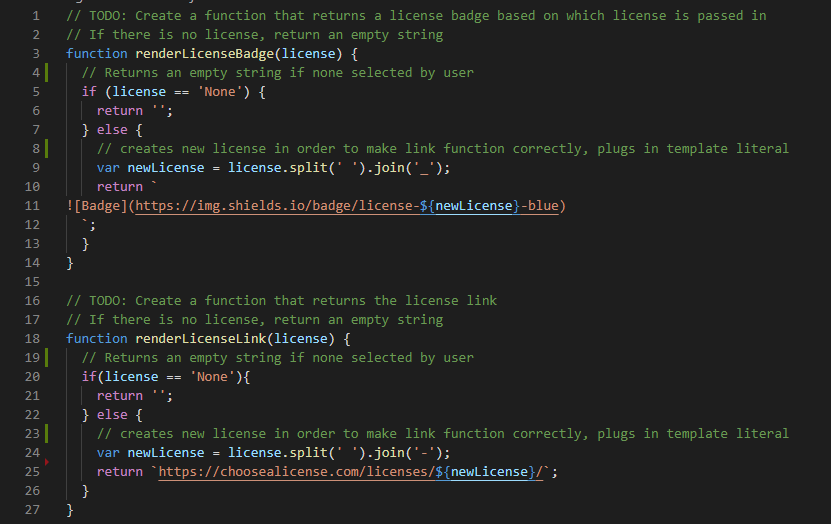 1 // TODO: Create a function that returns a license badge based on which license is passed in
2 // If there is no license, return an empty string
3 function renderLicenseBadge(license) {
4   // Returns an empty string if none selected by user
5   if (license == 'None') {
6     return '';
7   } else {
8     // creates new license in order to make link function correctly, plugs in template literal
9     var newLicense = license.split(' ').join('_');
10     return `
11 ![Badge](https://img.shields.io/badge/license-${newLicense}-blue)
12   `;
13   }
14 }
15
16 // TODO: Create a function that returns the license link
17 // If there is no license, return an empty string
18 function renderLicenseLink(license) {
19   // Returns an empty string if none selected by user
20   if(license == 'None'){
21     return '';
22   } else {
23     // creates new license in order to make link function correctly, plugs in template literal
24     var newLicense = license.split(' ').join('-');
25     return `https://choosealicense.com/licenses/${newLicense}/`;
26   }
27 }